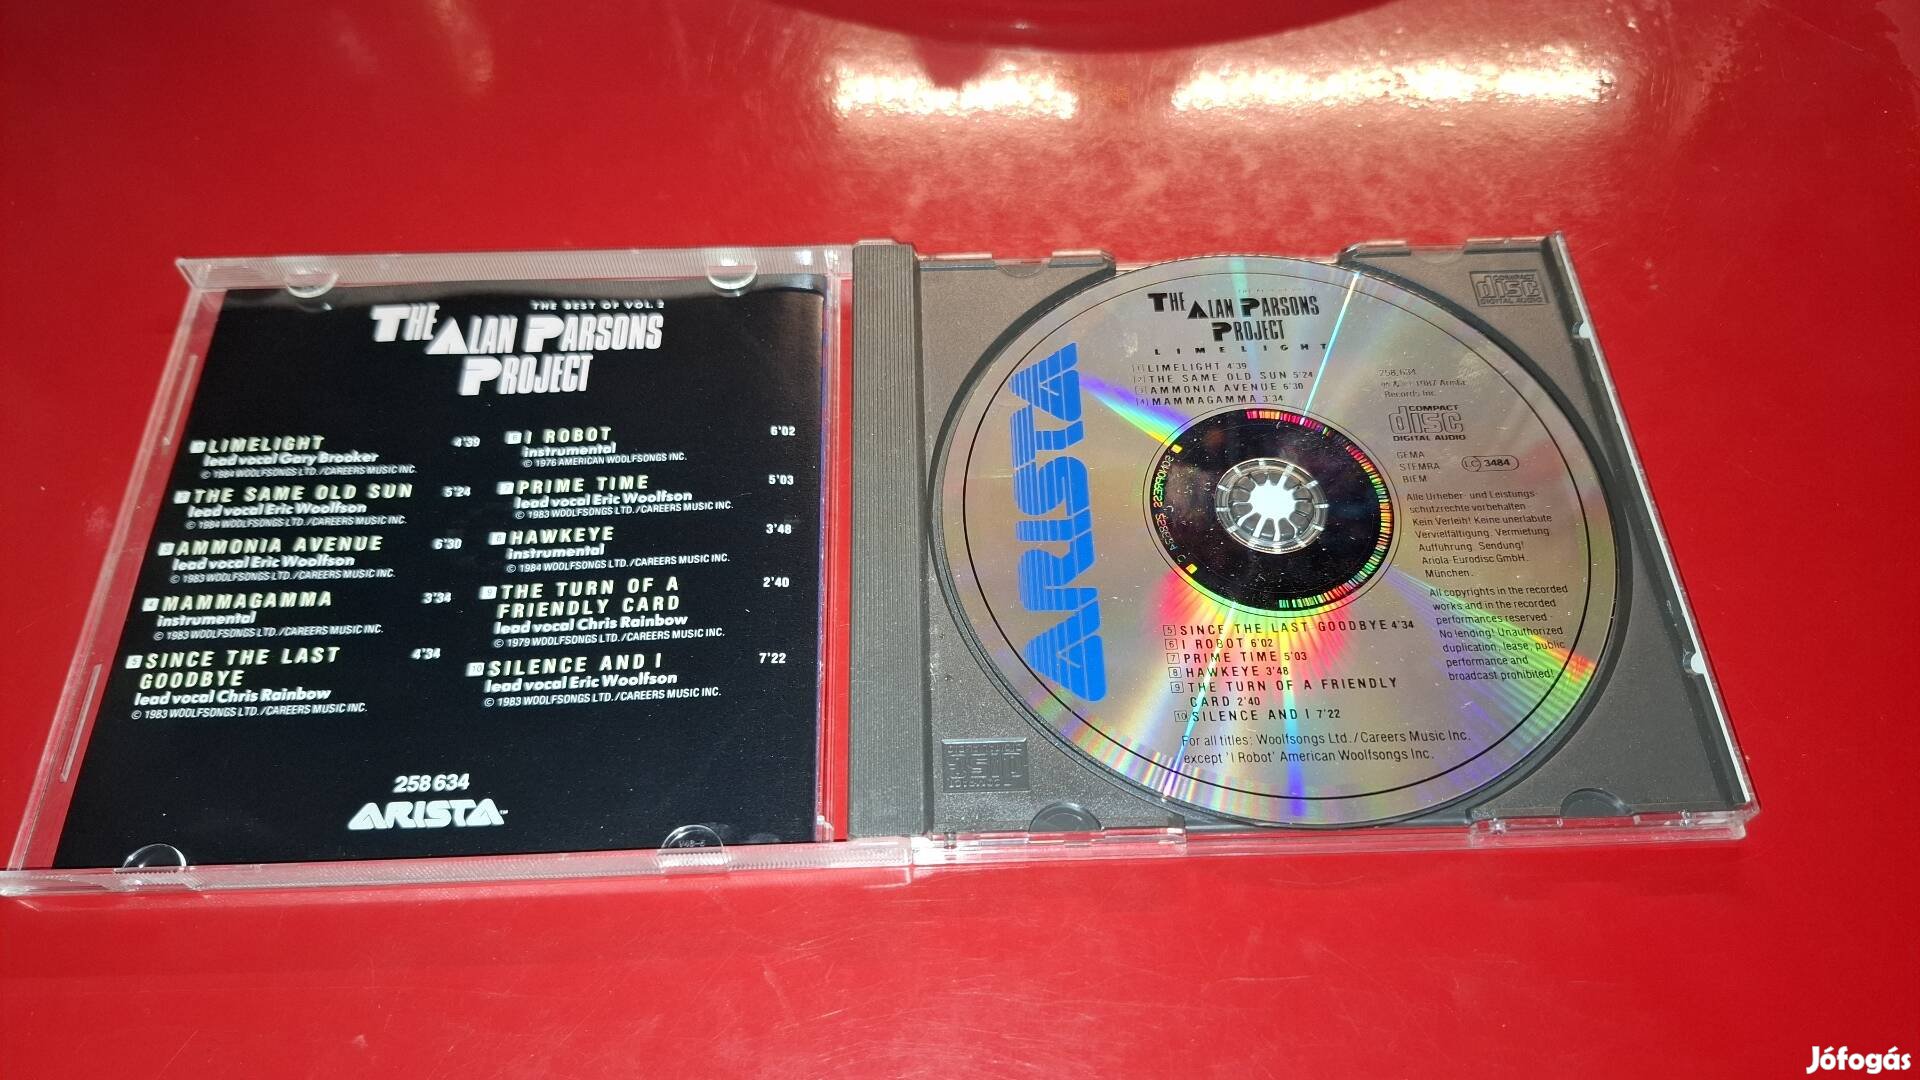 THE BEST OF VOL. 2
THE ALAN PARSONS
PROJECT
1 LIMELIGHT 4'39
lead vocal Gary Brooker
© 1984 WOOLFSONGS LTD./CAREERS MUSIC INC.
2 THE SAME OLD SUN 5'24
lead vocal Eric Woolfson
© 1984 WOOLFSONGS LTD./CAREERS MUSIC INC.
3 AMMONIA AVENUE 6'30
lead vocal Eric Woolfson
© 1983 WOOLFSONGS LTD./CAREERS MUSIC INC.
4 MAMMAGAMMA 3'34
instrumental
© 1983 WOOLFSONGS LTD./CAREERS MUSIC INC.
5 SINCE THE LAST 4'34
GOODBYE
lead vocal Chris Rainbow
© 1983 WOOLFSONGS LTD./CAREERS MUSIC INC.
6 I ROBOT 6'02
instrumental
© 1976 AMERICAN WOOLFSONGS INC.
7 PRIME TIME 5'03
lead vocal Eric Woolfson
© 1983 WOOLFSONGS LTD./CAREERS MUSIC INC.
8 HAWKEYE 3'48
instrumental
© 1984 WOOLFSONGS LTD./CAREERS MUSIC INC.
9 THE TURN OF A 2'40
FRIENDLY CARD
lead vocal Chris Rainbow
© 1979 WOOLFSONGS LTD./CAREERS MUSIC INC.
10 SILENCE AND I 7'22
lead vocal Eric Woolfson
© 1983 WOOLFSONGS LTD./CAREERS MUSIC INC.
258 634
ARISTA™
THE ALAN PARSONS
PROJECT
LIMELIGHT
1 LIMELIGHT 4'39
2 THE SAME OLD SUN 5'24
3 AMMONIA AVENUE 6'30
4 MAMMAGAMMA 3'34
ARISTA
258.634
1987 Arista
Records Inc.
COMPACT
disc
DIGITAL AUDIO
GEMA
STEMRA
BIEM
LC 3484
Alle Urheber- und Leistungs-
schutzrechte vorbehalten
Kein Verleih! Keine unerlaubte
Vervielfältigung, Vermietung,
Aufführung, Sendung!
Ariola-Eurodisc GmbH.
München.
All copyrights in the recorded
works and in the recorded
performances reserved -
No lending! Unauthorized
duplication, lease, public
performance and
broadcast prohibited!
5 SINCE THE LAST GOODBYE 4'34
6 I ROBOT 6'02
7 PRIME TIME 5'03
8 HAWKEYE 3'48
9 THE TURN OF A FRIENDLY
CARD 2'40
10 SILENCE AND I 7'22
For all titles: Woolfsongs Ltd./Careers Music Inc.
except 'I Robot' American Woolfsongs Inc.
COMPACT
disc
DIGITAL AUDIO
Jófogás